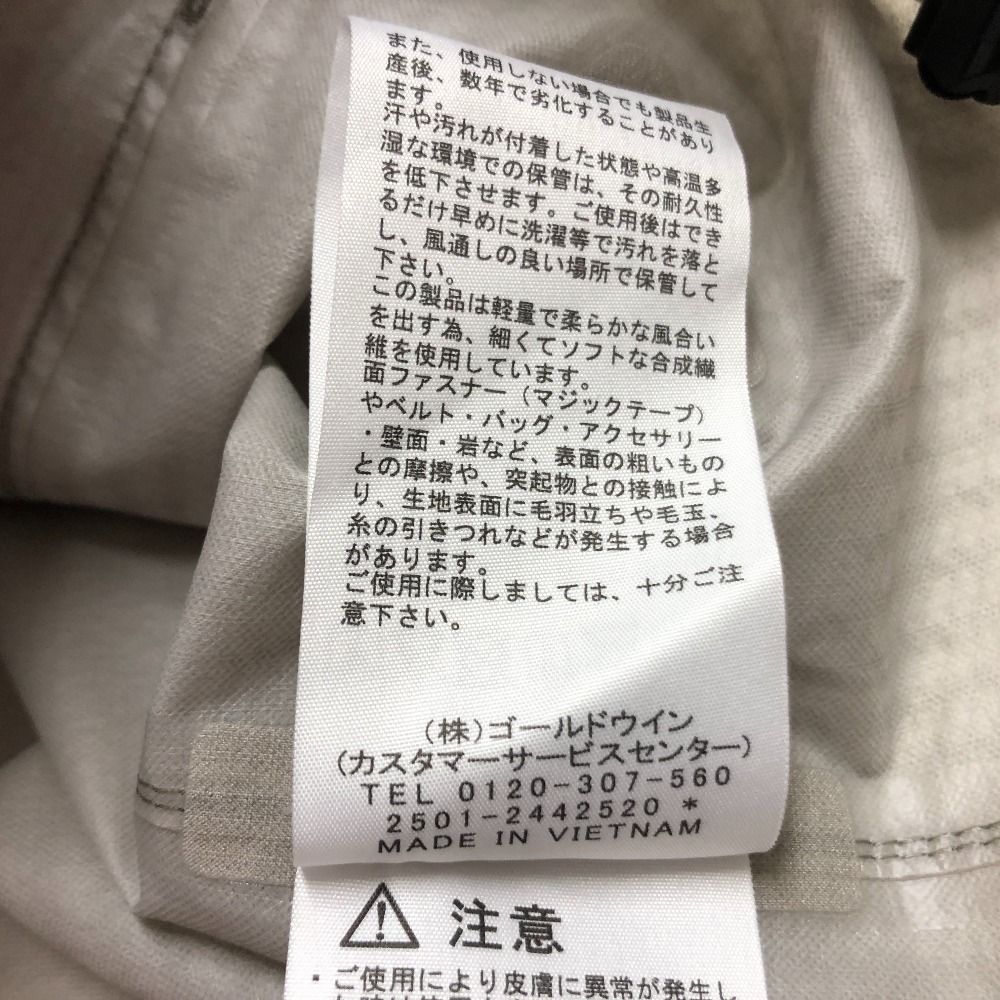 また、使用しない場合でも製品生
産後、数年で劣化することがあり
ます。
汗や汚れが付着した状態や高温多
湿な環境での保管は、その耐久性
を低下させます。ご使用後はでき
るだけ早めに洗濯等で汚れを落と
し、風通しの良い場所で保管して
下さい。
この製品は軽量で柔らかな風合い
を出す為、細くてソフトな合成繊
維を使用しています。
面ファスナー（マジックテープ）
やベルト・バッグ・アクセサリー
・壁面・岩など、表面の粗いもの
との摩擦や、突起物との接触によ
り、生地表面に毛羽立ちや毛玉、
糸の引きつれなどが発生する場合
があります。
ご使用に際しましては、十分ご注
意下さい。
(株)ゴールドウイン
(カスタマーサービスセンター)
TEL 0120-307-560
2501-2442520 *
MADE IN VIETNAM
注意
・ご使用により皮膚に異常が発生し